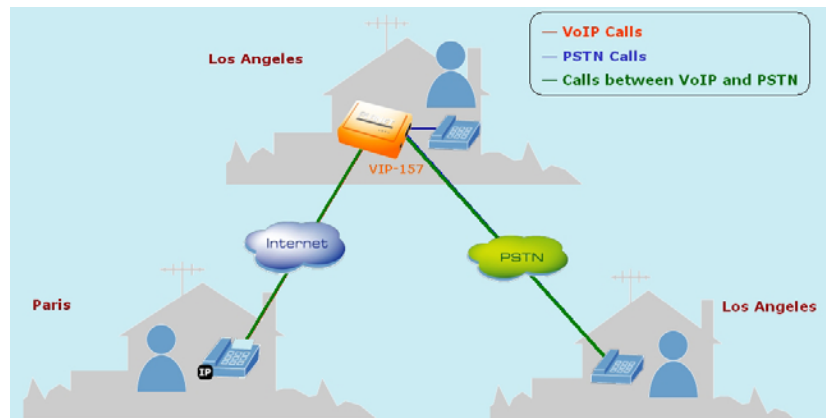 Los Angeles
VoIP Calls
PSTN Calls
Calls between VoIP and PSTN
VIP-157
Internet
PSTN
Paris
Los Angeles
IP